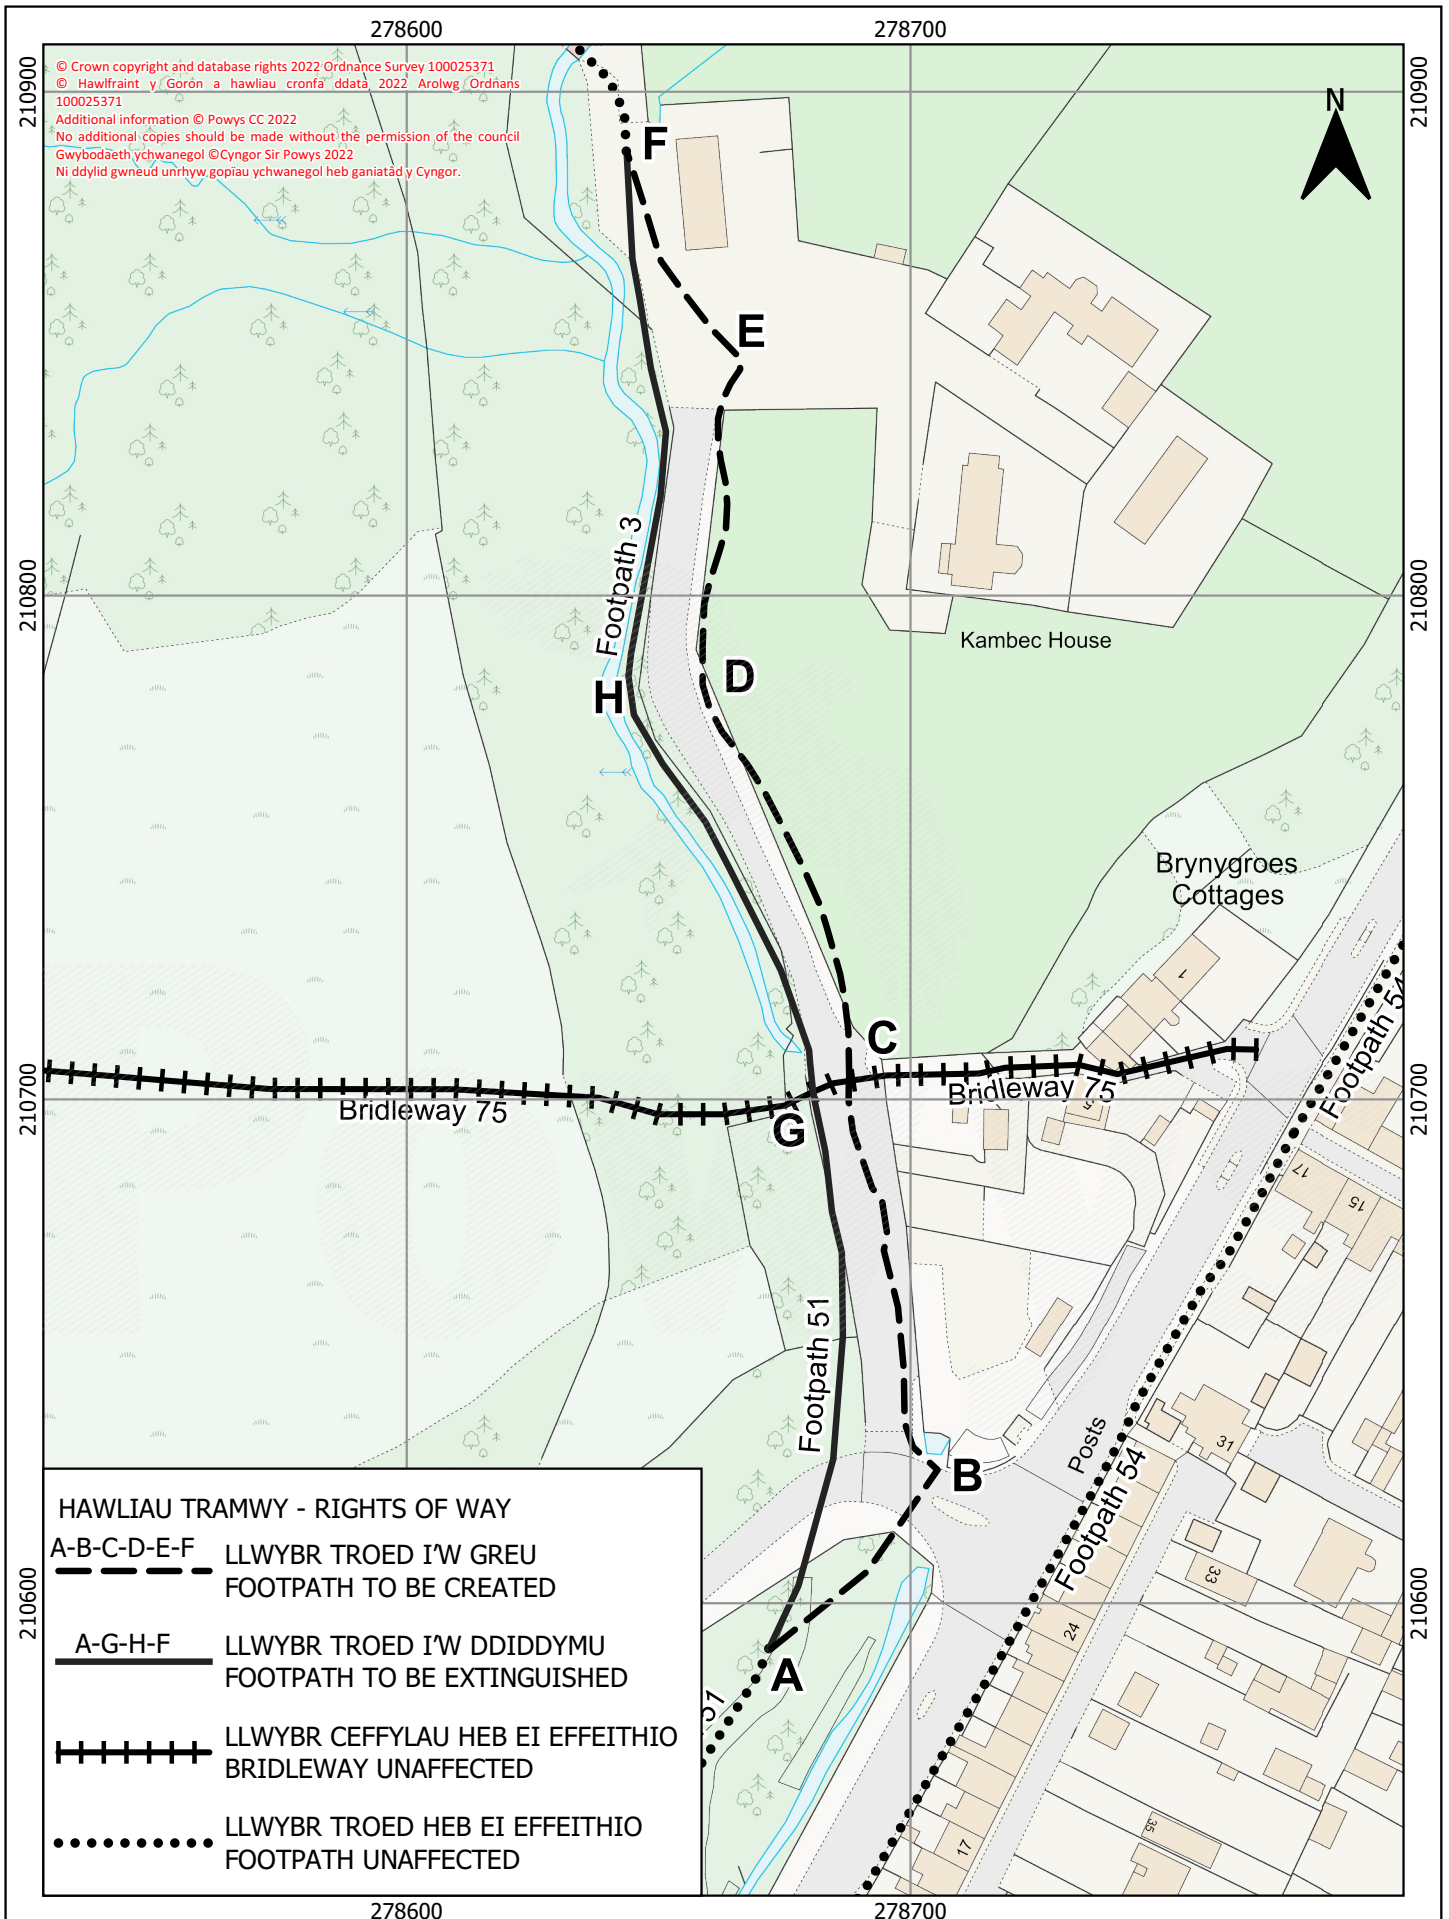 278600
278700
© Crown copyright and database rights 2022 Ordnance Survey 100025371
© Hawlfraint y Goron a hawliau cronfa ddata 2022 Arolwg Ordnans
100025371
Additional information © Powys CC 2022
No additional copies should be made without the permission of the council
Gwybodaeth ychwanegol ©Cyngor Sir Powys 2022
Ni ddylid gwneud unrhyw gopïau ychwanegol heb ganiatâd y Cyngor.
210900
210900
N
F
E
Footpath 3
210800
210800
Kambec House
D
H
Brynygroes
Cottages
1
C
Footpath 54
210700
210700
Bridleway 75
Bridleway 75
5
G
17
15
Footpath 51
Posts
31
B
Footpath 54
33
210600
210600
24
A
51
35
17
HAWLIAU TRAMWY - RIGHTS OF WAY
A-B-C-D-E-F
LLWYBR TROED I'W GREU
FOOTPATH TO BE CREATED
A-G-H-F
LLWYBR TROED I'W DDIDDYMU
FOOTPATH TO BE EXTINGUISHED
LLWYBR CEFFYLAU HEB EI EFFEITHIO
BRIDLEWAY UNAFFECTED
LLWYBR TROED HEB EI EFFEITHIO
FOOTPATH UNAFFECTED
278600
278700